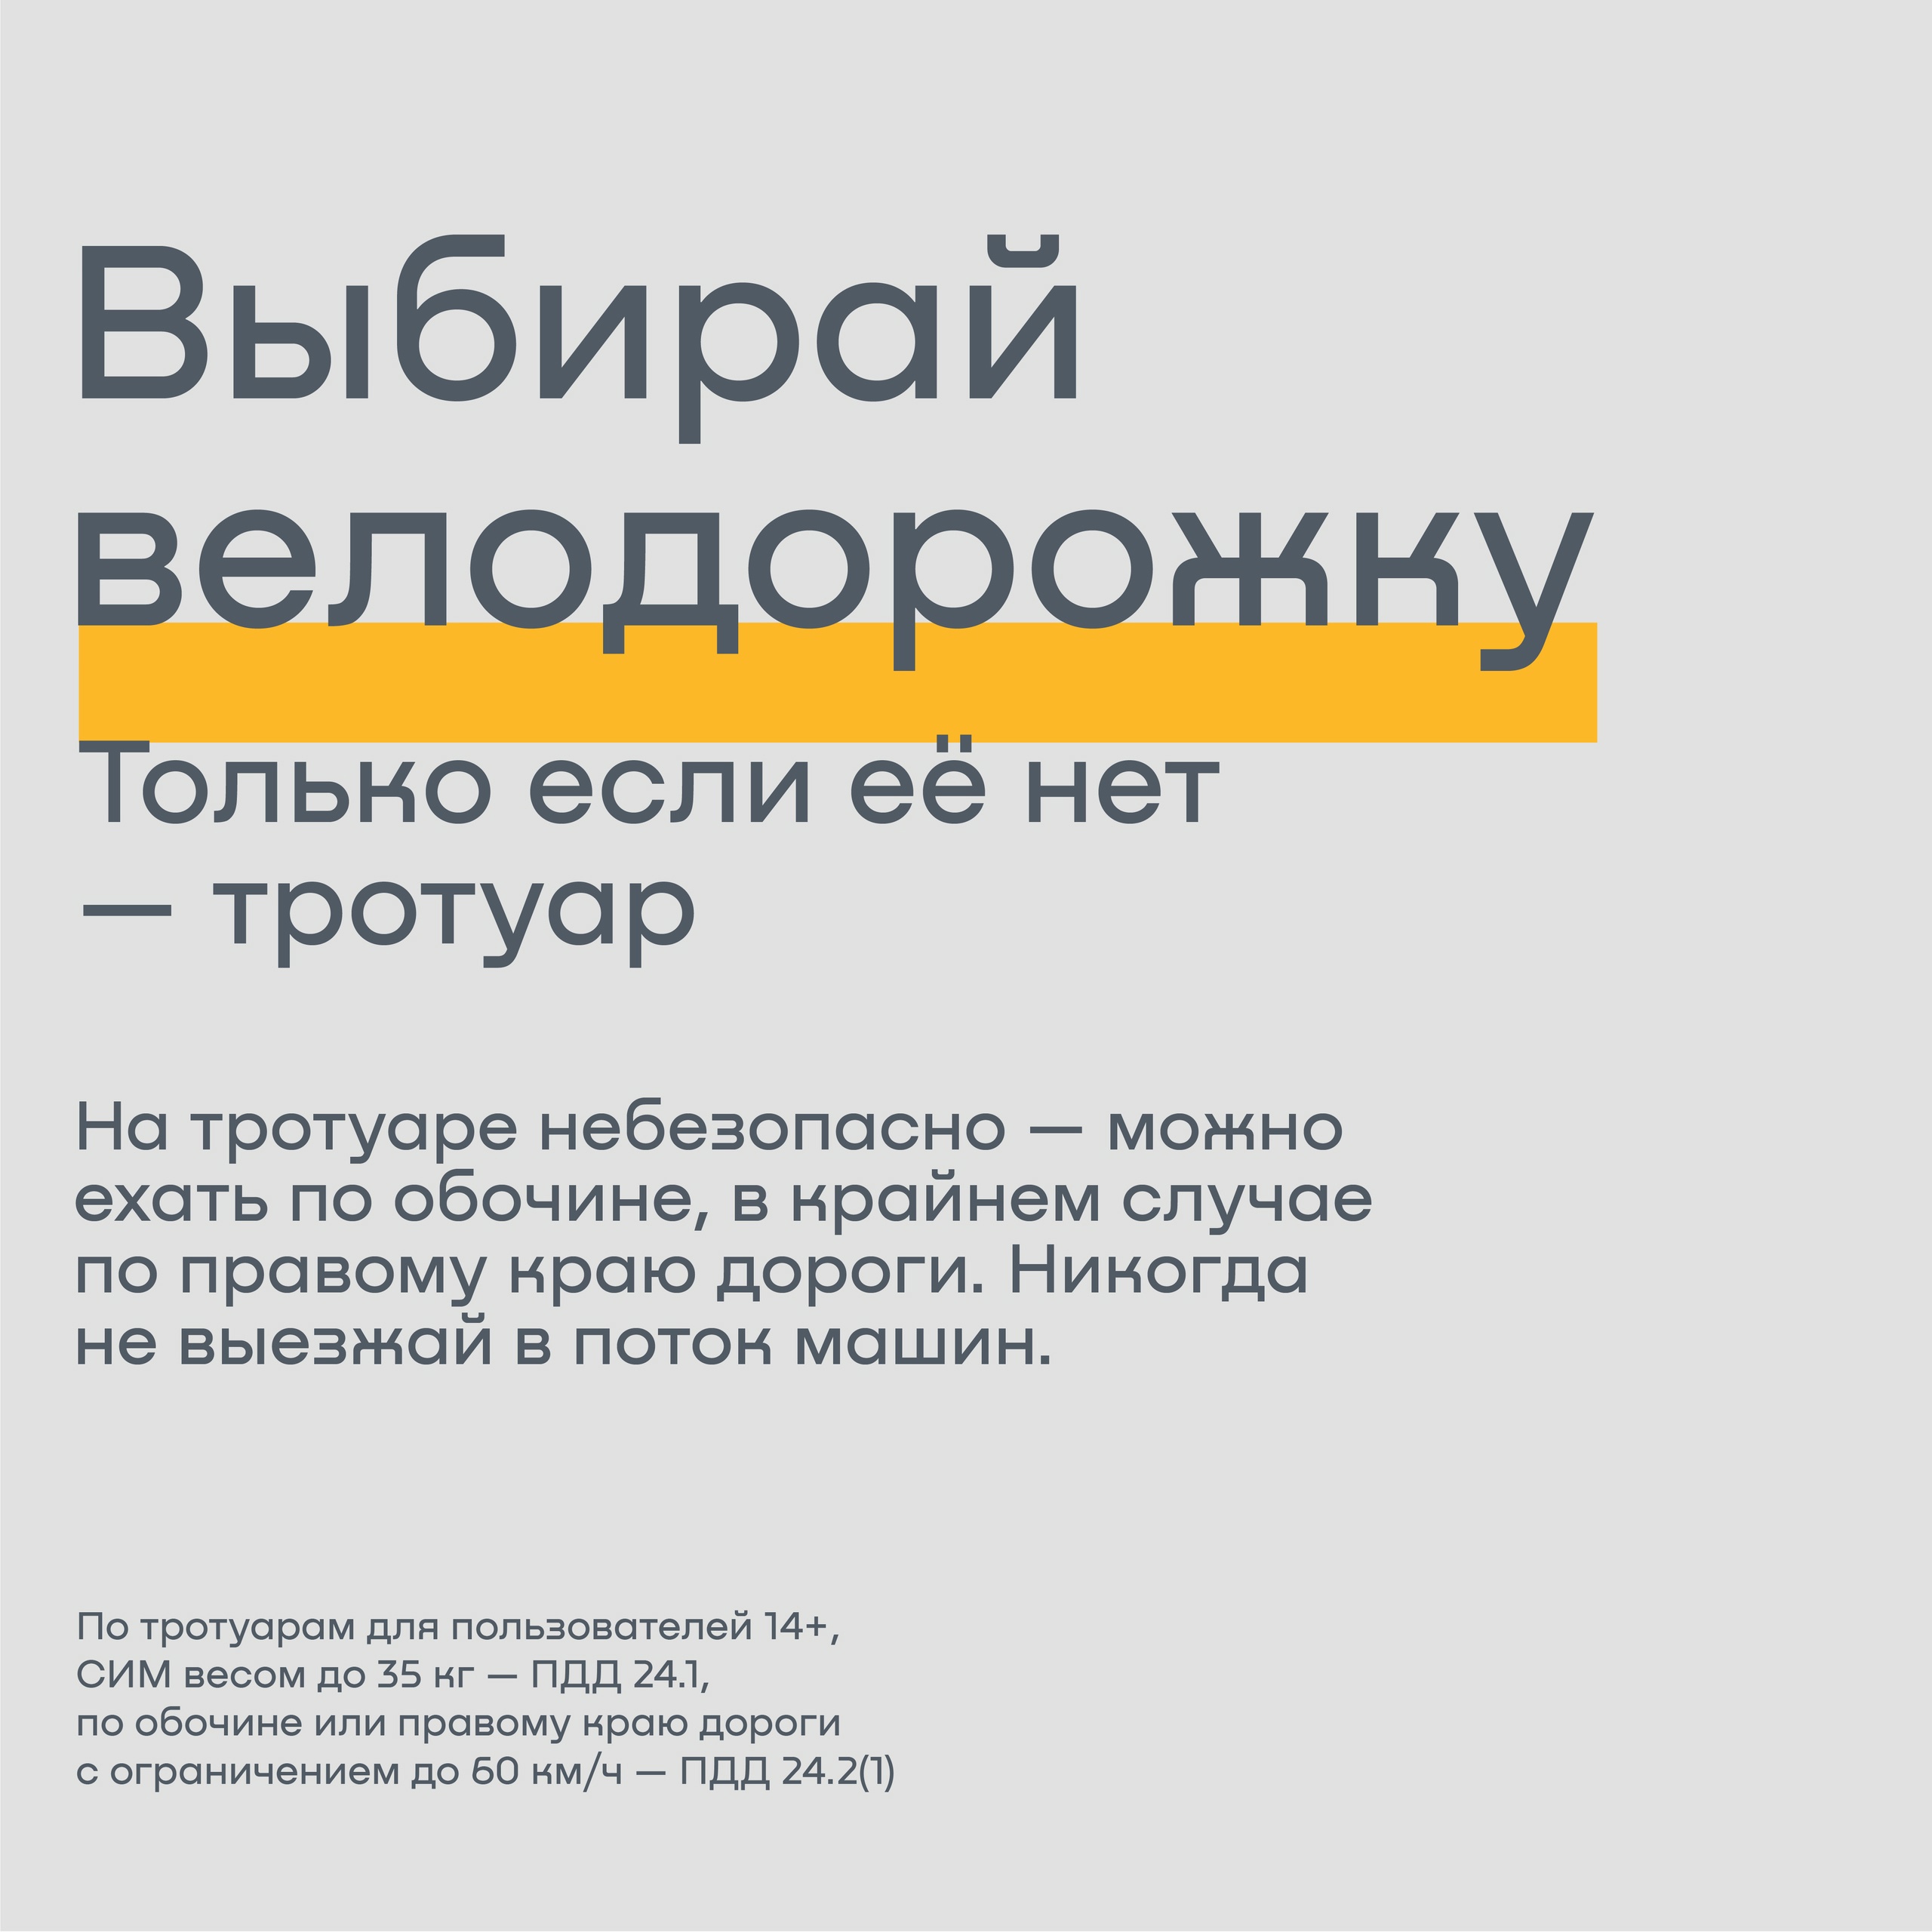 Выбирай
велодорожку
Только если её нет
— тротуар
На тротуаре небезопасно — можно
ехать по обочине, в крайнем случае
по правому краю дороги. Никогда
не выезжай в поток машин.
По тротуарам для пользователей 14+,
СИМ весом до 35 кг — ПДД 24.1,
по обочине или правому краю дороги
с ограничением до 60 км/ч — ПДД 24.2(1)